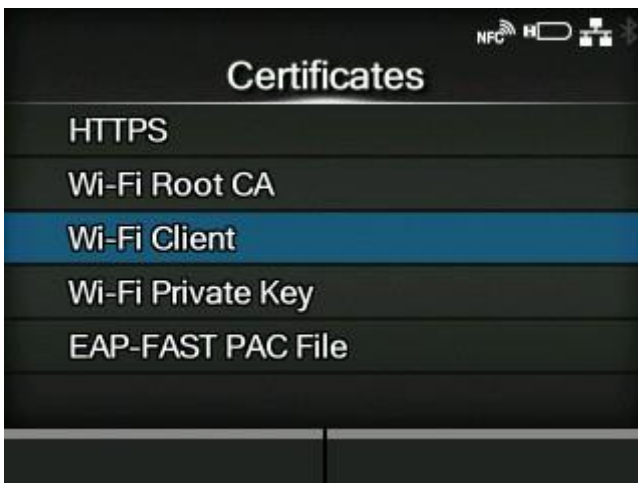 NFC
Certificates
HTTPS
Wi-Fi Root CA
Wi-Fi Client
Wi-Fi Private Key
EAP-FAST PAC File